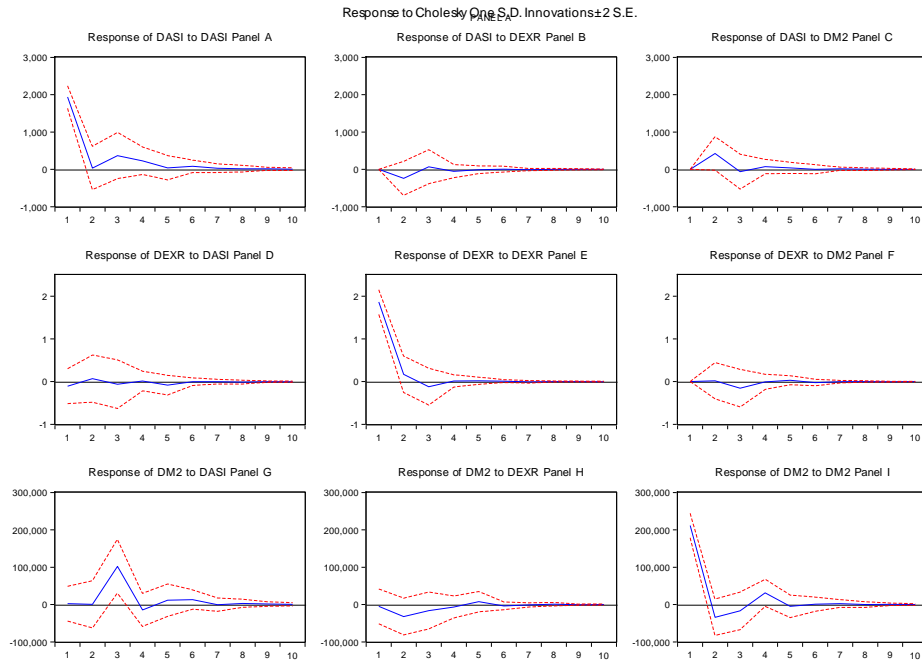 Response to Cholesky One S.D. Innovations ± 2 S.E.
PANEL A
Response of DASI to DASI Panel A
3,000
2,000
1,000
0
-1,000
1 2 3 4 5 6 7 8 9 10
Response of DASI to DEXR Panel B
3,000
2,000
1,000
0
-1,000
1 2 3 4 5 6 7 8 9 10
Response of DASI to DM2 Panel C
3,000
2,000
1,000
0
-1,000
1 2 3 4 5 6 7 8 9 10
Response of DEXR to DASI Panel D
2
1
0
-1
1 2 3 4 5 6 7 8 9 10
Response of DEXR to DEXR Panel E
2
1
0
-1
1 2 3 4 5 6 7 8 9 10
Response of DEXR to DM2 Panel F
2
1
0
-1
1 2 3 4 5 6 7 8 9 10
Response of DM2 to DASI Panel G
300,000
200,000
100,000
0
-100,000
1 2 3 4 5 6 7 8 9 10
Response of DM2 to DEXR Panel H
300,000
200,000
100,000
0
-100,000
1 2 3 4 5 6 7 8 9 10
Response of DM2 to DM2 Panel I
300,000
200,000
100,000
0
-100,000
1 2 3 4 5 6 7 8 9 10